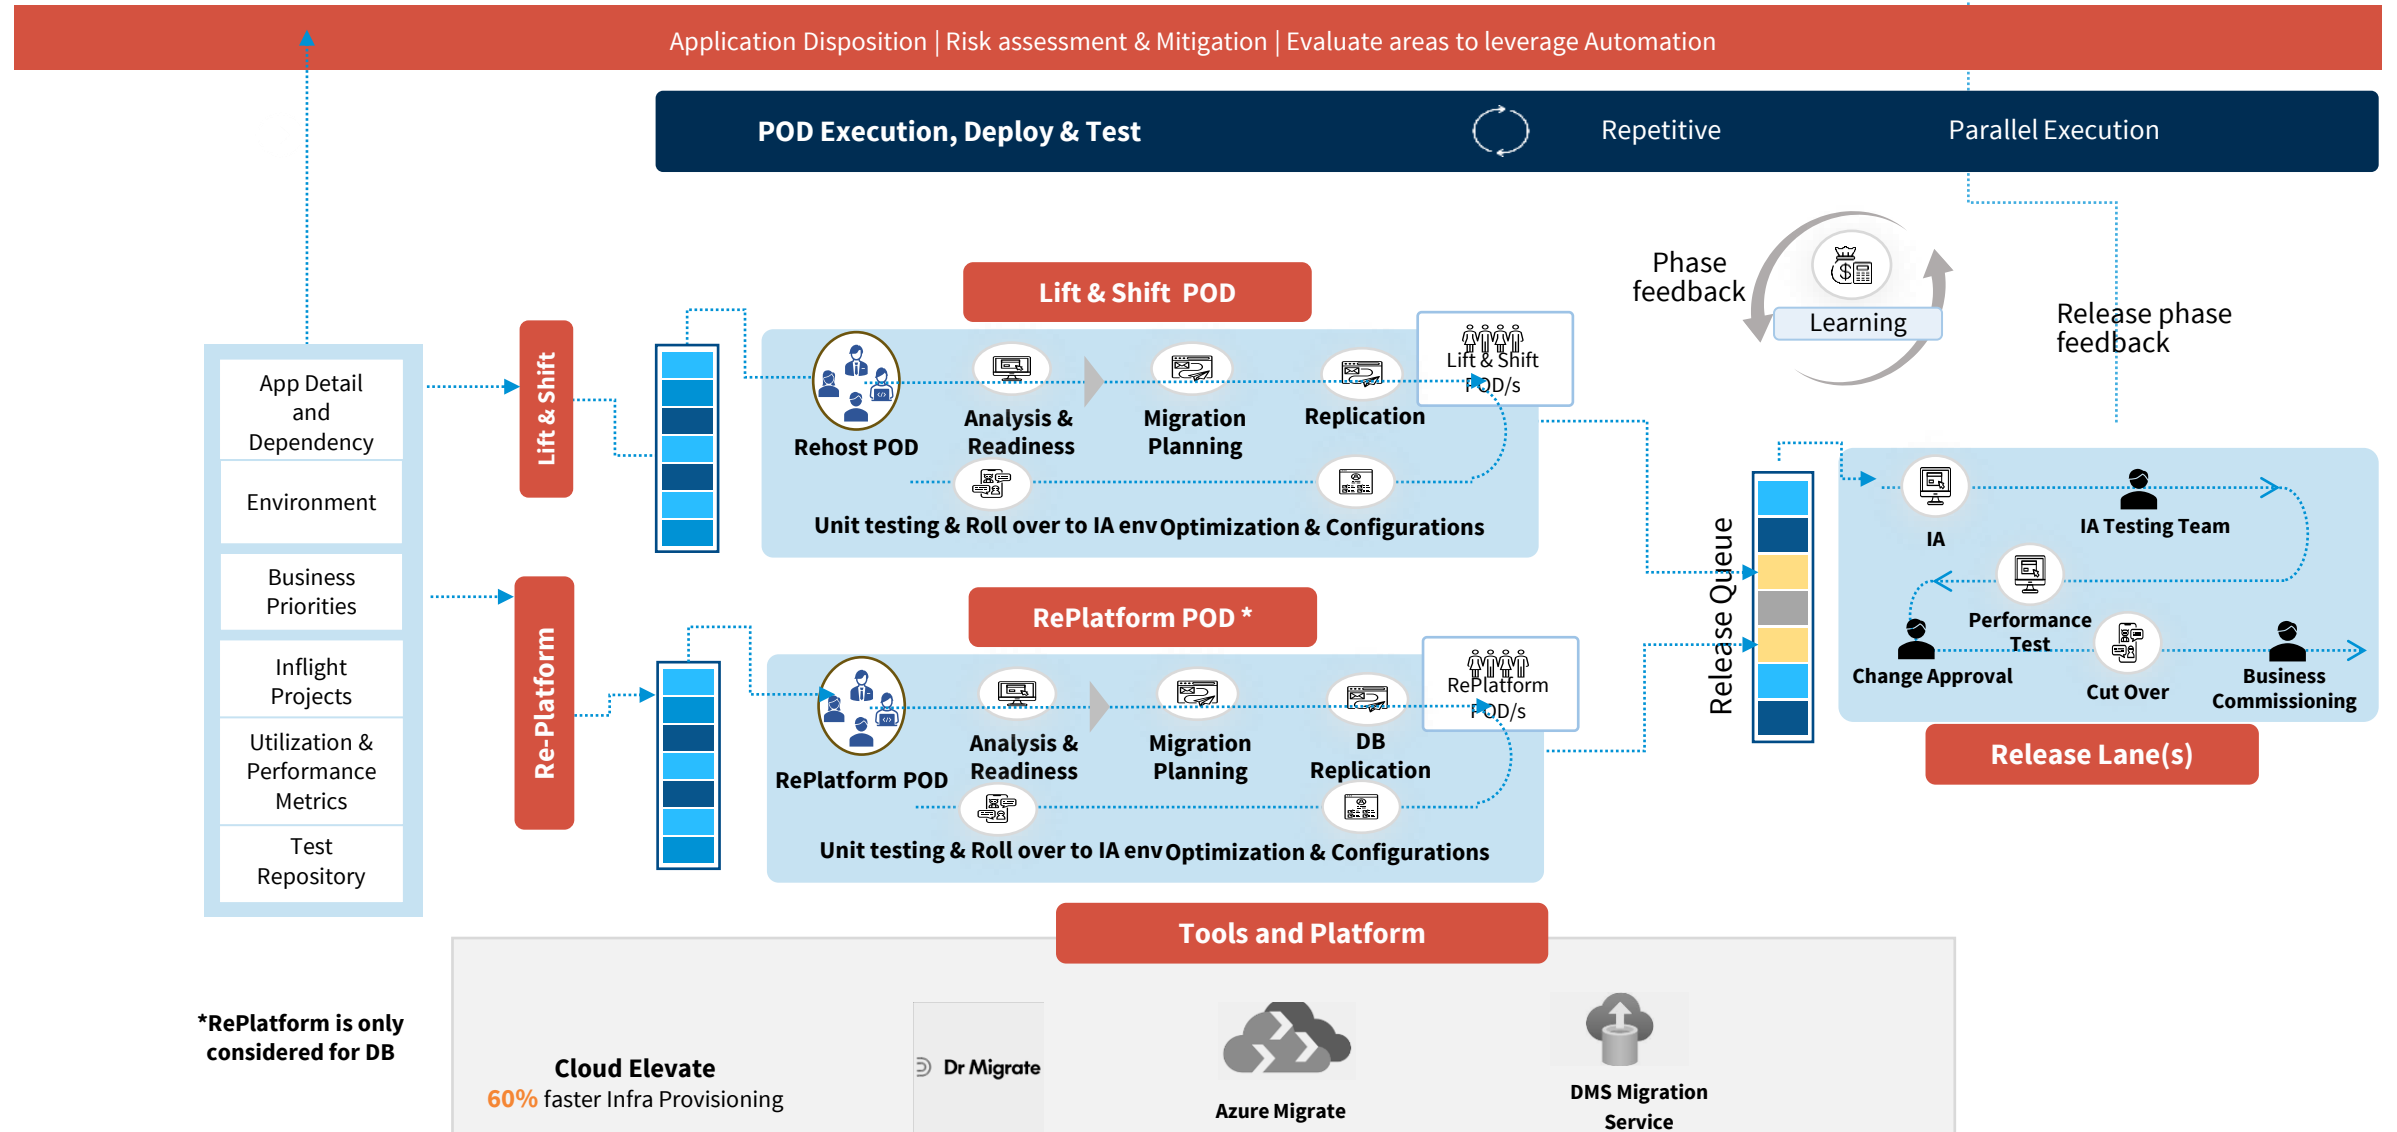 Application Disposition | Risk assessment & Mitigation | Evaluate areas to leverage Automation
POD Execution, Deploy & Test
Repetitive
Parallel Execution
Phase
feedback
Learning
Release phase
feedback
App Detail
and
Dependency
Environment
Business
Priorities
Inflight
Projects
Utilization &
Performance
Metrics
Test
Repository
Lift & Shift
Re-Platform
Lift & Shift POD
Rehost POD
Analysis &
Readiness
Migration
Planning
Replication
Lift & Shift
POD/s
Unit testing & Roll over to IA env
Optimization & Configurations
RePlatform POD *
RePlatform POD
Analysis &
Readiness
Migration
Planning
DB
Replication
RePlatform
POD/s
Unit testing & Roll over to IA env
Optimization & Configurations
Release Queue
IA
IA Testing Team
Performance
Test
Change Approval
Cut Over
Business
Commissioning
Release Lane(s)
Tools and Platform
*RePlatform is only
considered for DB
Cloud Elevate
60% faster Infra Provisioning
Dr Migrate
Azure Migrate
DMS Migration
Service